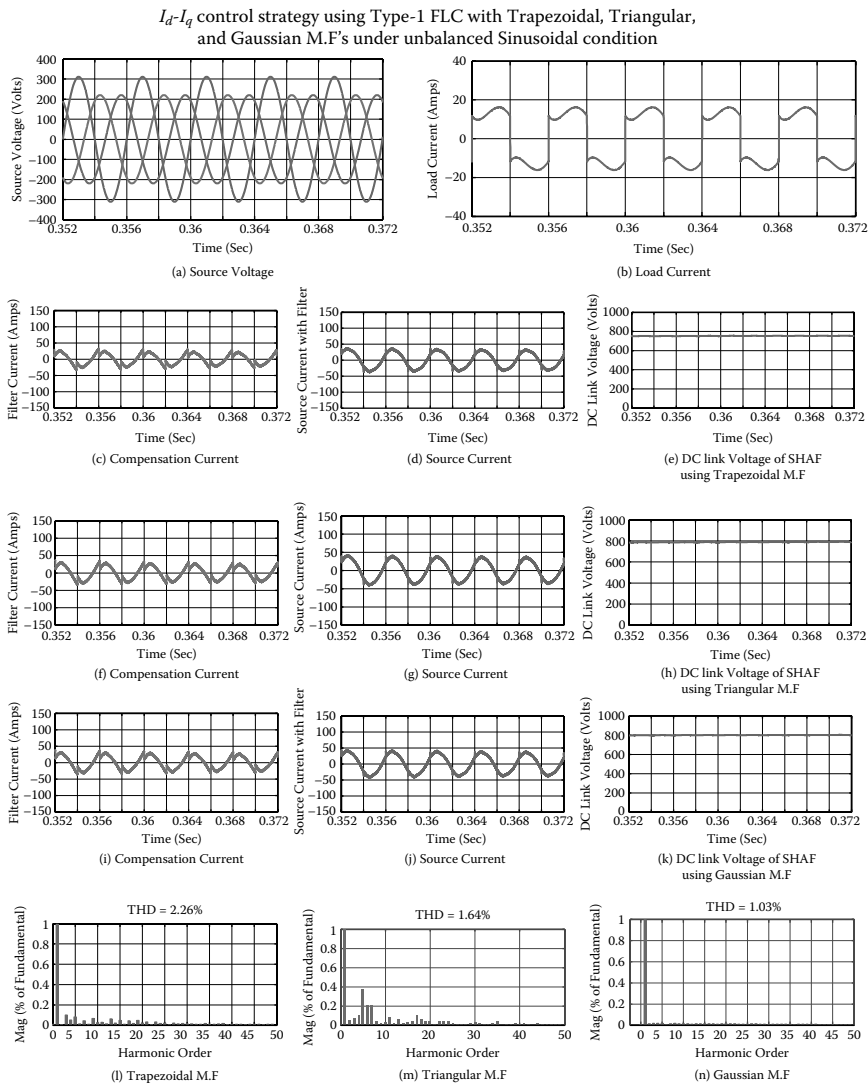 I_d-I_q control strategy using Type-1 FLC with Trapezoidal, Triangular,
and Gaussian M.F's under unbalanced Sinusoidal condition
Source Voltage (Volts)
400
300
200
100
0
−100
−200
−300
−400
0.352 0.356 0.36 0.364 0.368 0.372
Time (Sec)
(a) Source Voltage
Load Current (Amps)
40
20
0
−20
−40
0.352 0.356 0.36 0.364 0.368 0.372
Time (Sec)
(b) Load Current
Filter Current (Amps)
150
100
50
0
−50
−100
−150
0.352 0.356 0.36 0.364 0.368 0.372
Time (Sec)
(c) Compensation Current
Source Current with Filter
150
100
50
0
−50
−100
−150
0.352 0.356 0.36 0.364 0.368 0.372
Time (Sec)
(d) Source Current
DC Link Voltage (Volts)
1000
800
600
400
200
0
0.352 0.356 0.36 0.364 0.368 0.372
Time (Sec)
(e) DC link Voltage of SHAF
using Trapezoidal M.F
Filter Current (Amps)
150
100
50
0
−50
−100
−150
0.352 0.356 0.36 0.364 0.368 0.372
Time (Sec)
(f) Compensation Current
Source Current (Amps)
150
100
50
0
−50
−100
−150
0.352 0.356 0.36 0.364 0.368 0.372
Time (Sec)
(g) Source Current
DC Link Voltage (Volts)
1000
800
600
400
200
0
0.352 0.356 0.36 0.364 0.368 0.372
Time (Sec)
(h) DC link Voltage of SHAF
using Triangular M.F
Filter Current (Amps)
150
100
50
0
−50
−100
−150
0.352 0.356 0.36 0.364 0.368 0.372
Time (Sec)
(i) Compensation Current
Source Current with Filter
150
100
50
0
−50
−100
−150
0.352 0.356 0.36 0.364 0.368 0.372
Time (Sec)
(j) Source Current
DC Link Voltage (Volts)
1000
800
600
400
200
0
0.352 0.356 0.36 0.364 0.368 0.372
Time (Sec)
(k) DC link Voltage of SHAF
using Gaussian M.F
THD = 2.26%
Mag (% of Fundamental)
1
0.8
0.6
0.4
0.2
0
0 5 10 15 20 25 30 35 40 45 50
Harmonic Order
(l) Trapezoidal M.F
THD = 1.64%
Mag (% of Fundamental)
1
0.8
0.6
0.4
0.2
0
0 10 20 30 40 50
Harmonic Order
(m) Triangular M.F
THD = 1.03%
Mag (% of Fundamental)
1
0.8
0.6
0.4
0.2
0
0 5 10 15 20 25 30 35 40 45 50
Harmonic Order
(n) Gaussian M.F